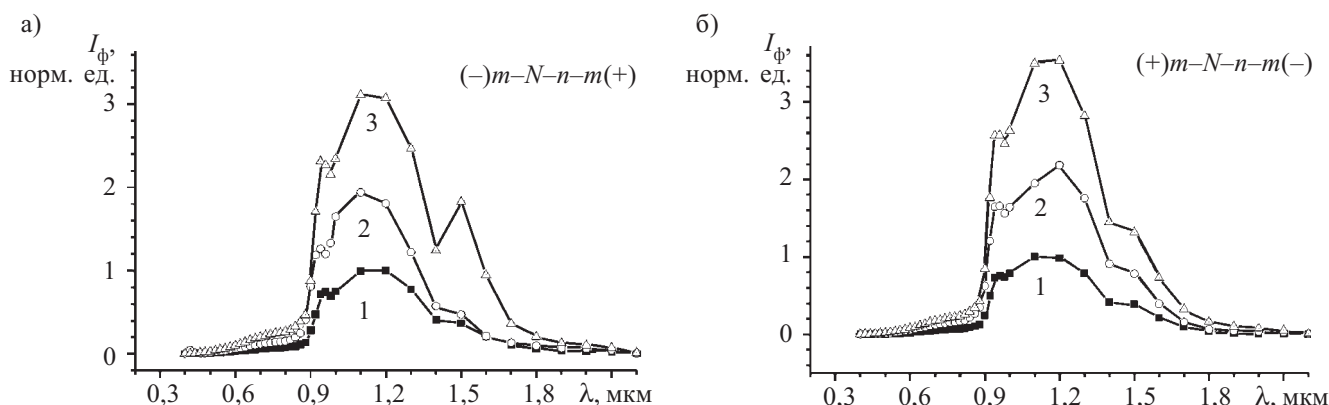 а)
I_ф,
норм. ед.
(–)m–N–n–m(+)
3
2
1
0
3
2
1
0,3 0,6 0,9 1,2 1,5 1,8 λ, мкм
б)
I_ф,
норм. ед.
(+)m–N–n–m(–)
3
2
1
0
3
2
1
0,3 0,6 0,9 1,2 1,5 1,8 λ, мкм